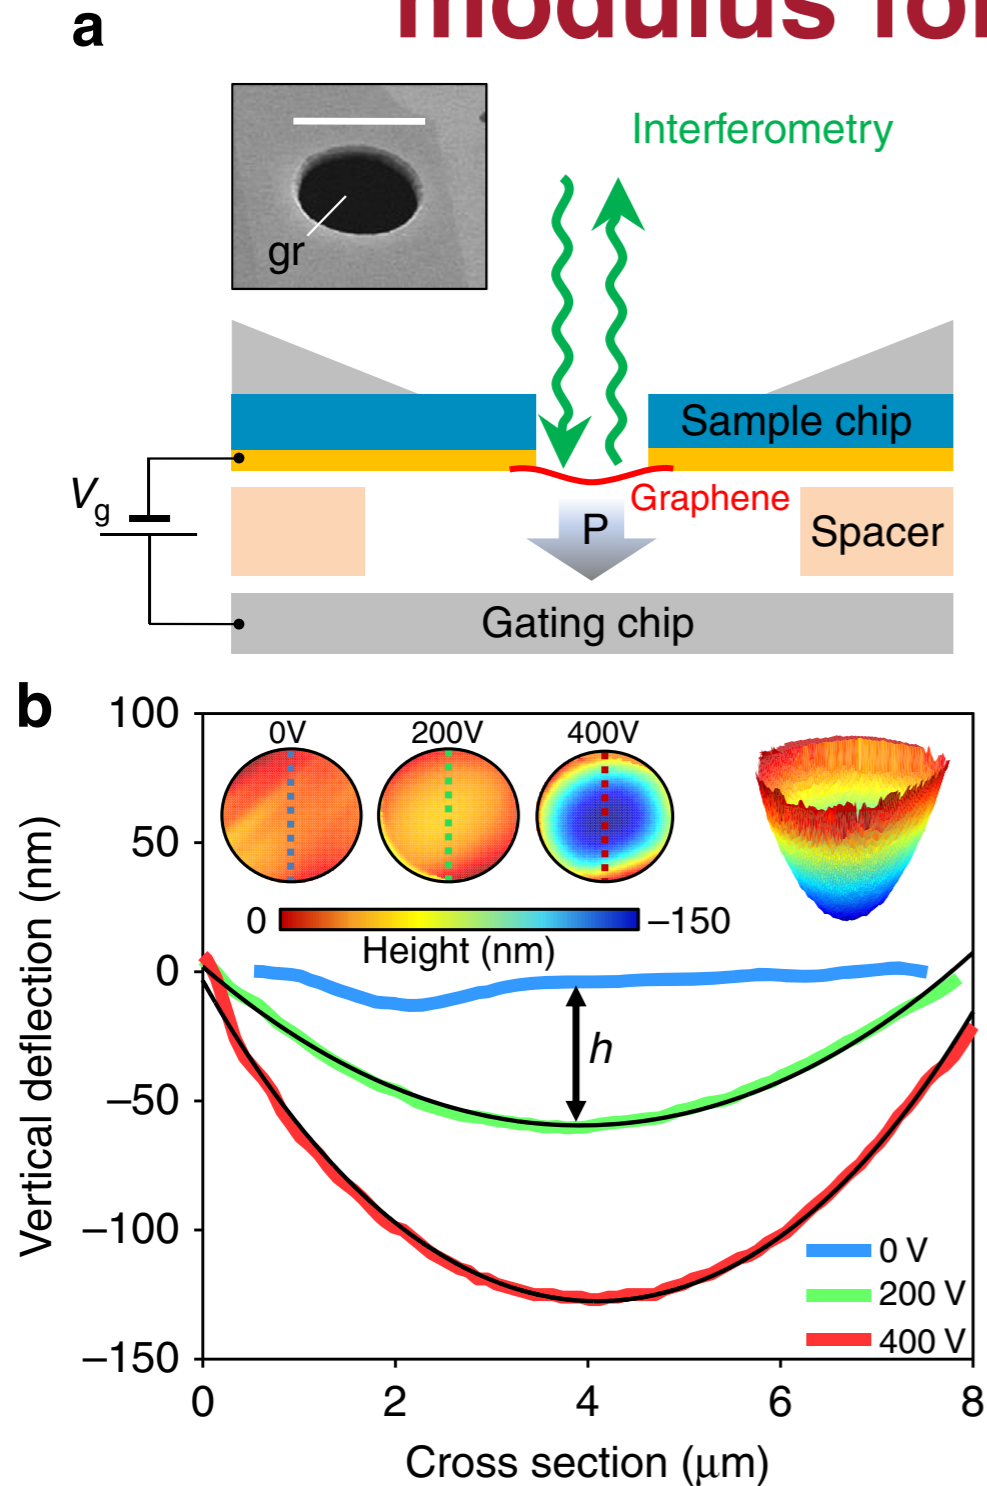 modulus for
a
Interferometry
gr
Sample chip
Vg
Graphene
P
Spacer
Gating chip
b
100
50
0
–50
–100
–150
Vertical deflection (nm)
0V 200V 400V
0 –150
Height (nm)
h
0 V
200 V
400 V
0 2 4 6 8
Cross section (μm)